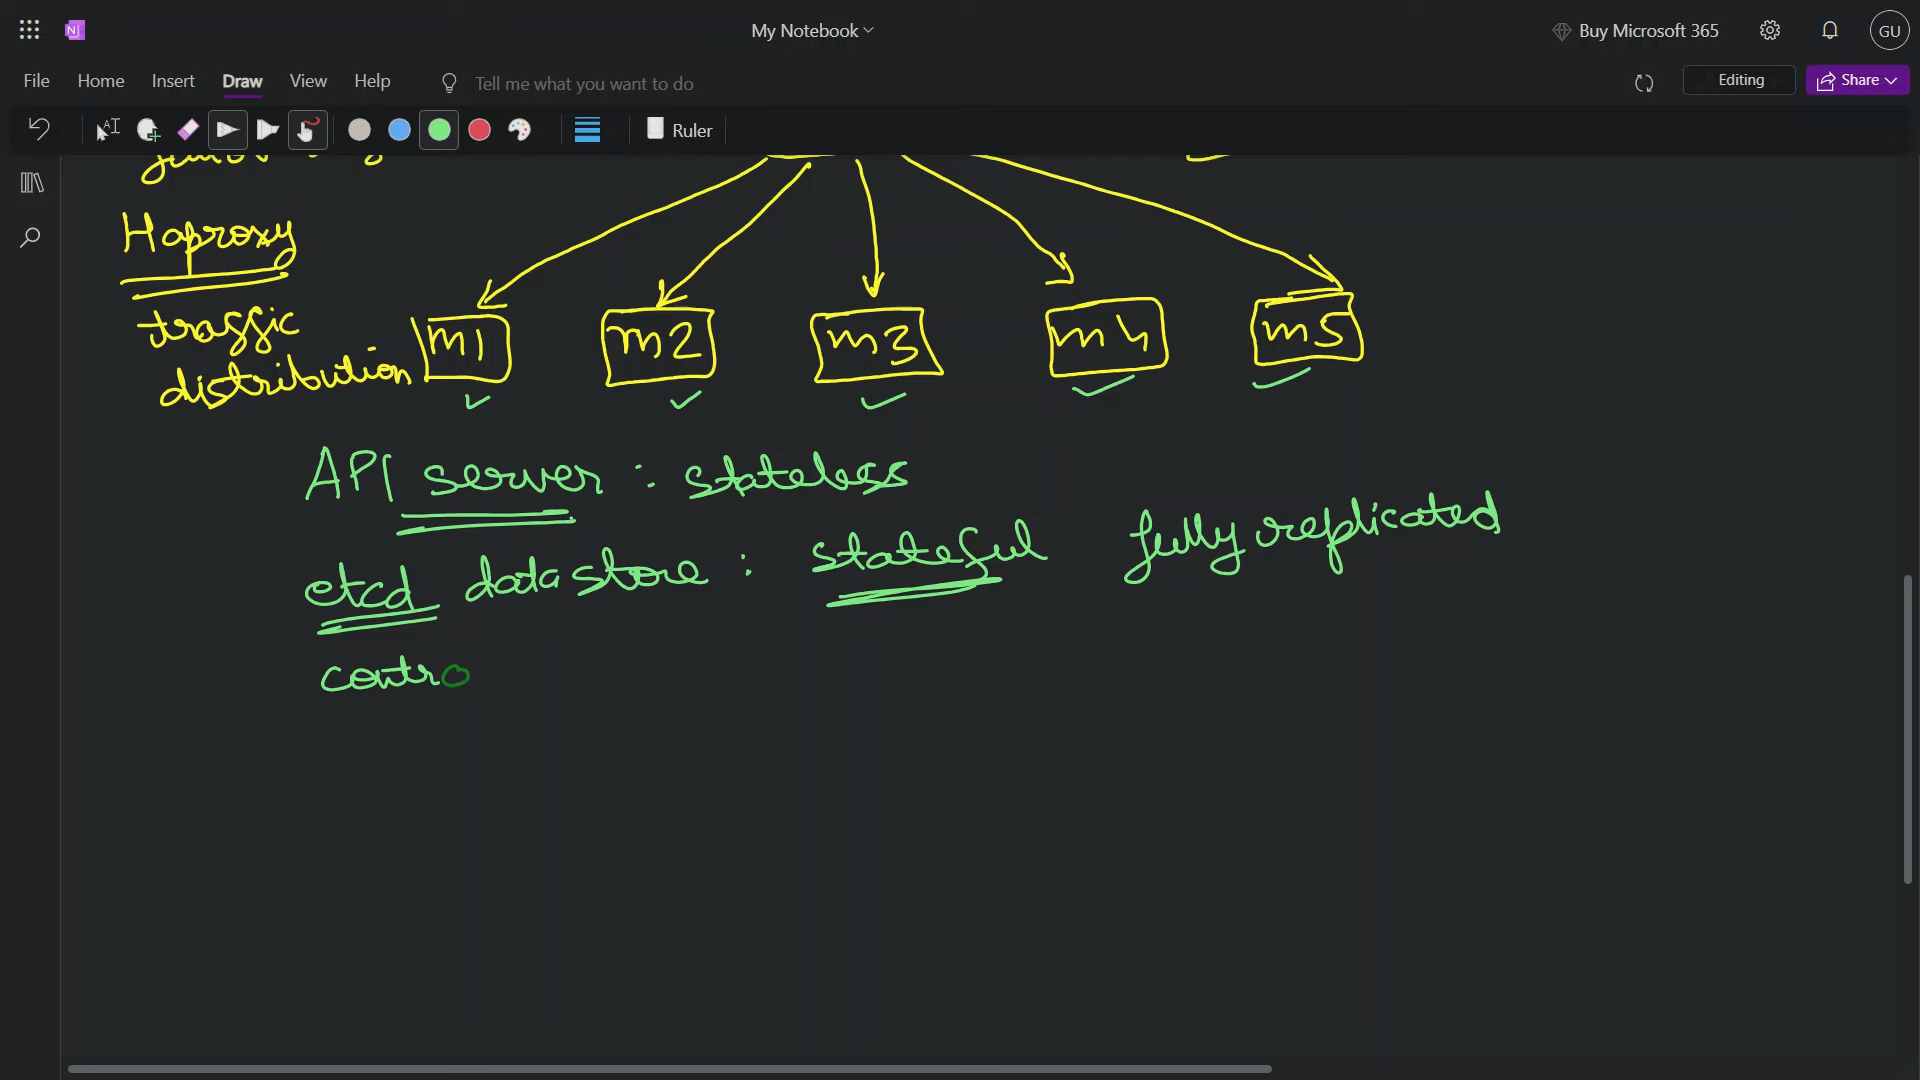 My Notebook
Buy Microsoft 365
GU
File Home Insert Draw View Help
Tell me what you want to do
Editing
Share
Ruler
Haproxy
traffic
distribution
m1 m2 m3 m4 m5
API server : stateless
etcd datastore : stateful fully replicated
contro